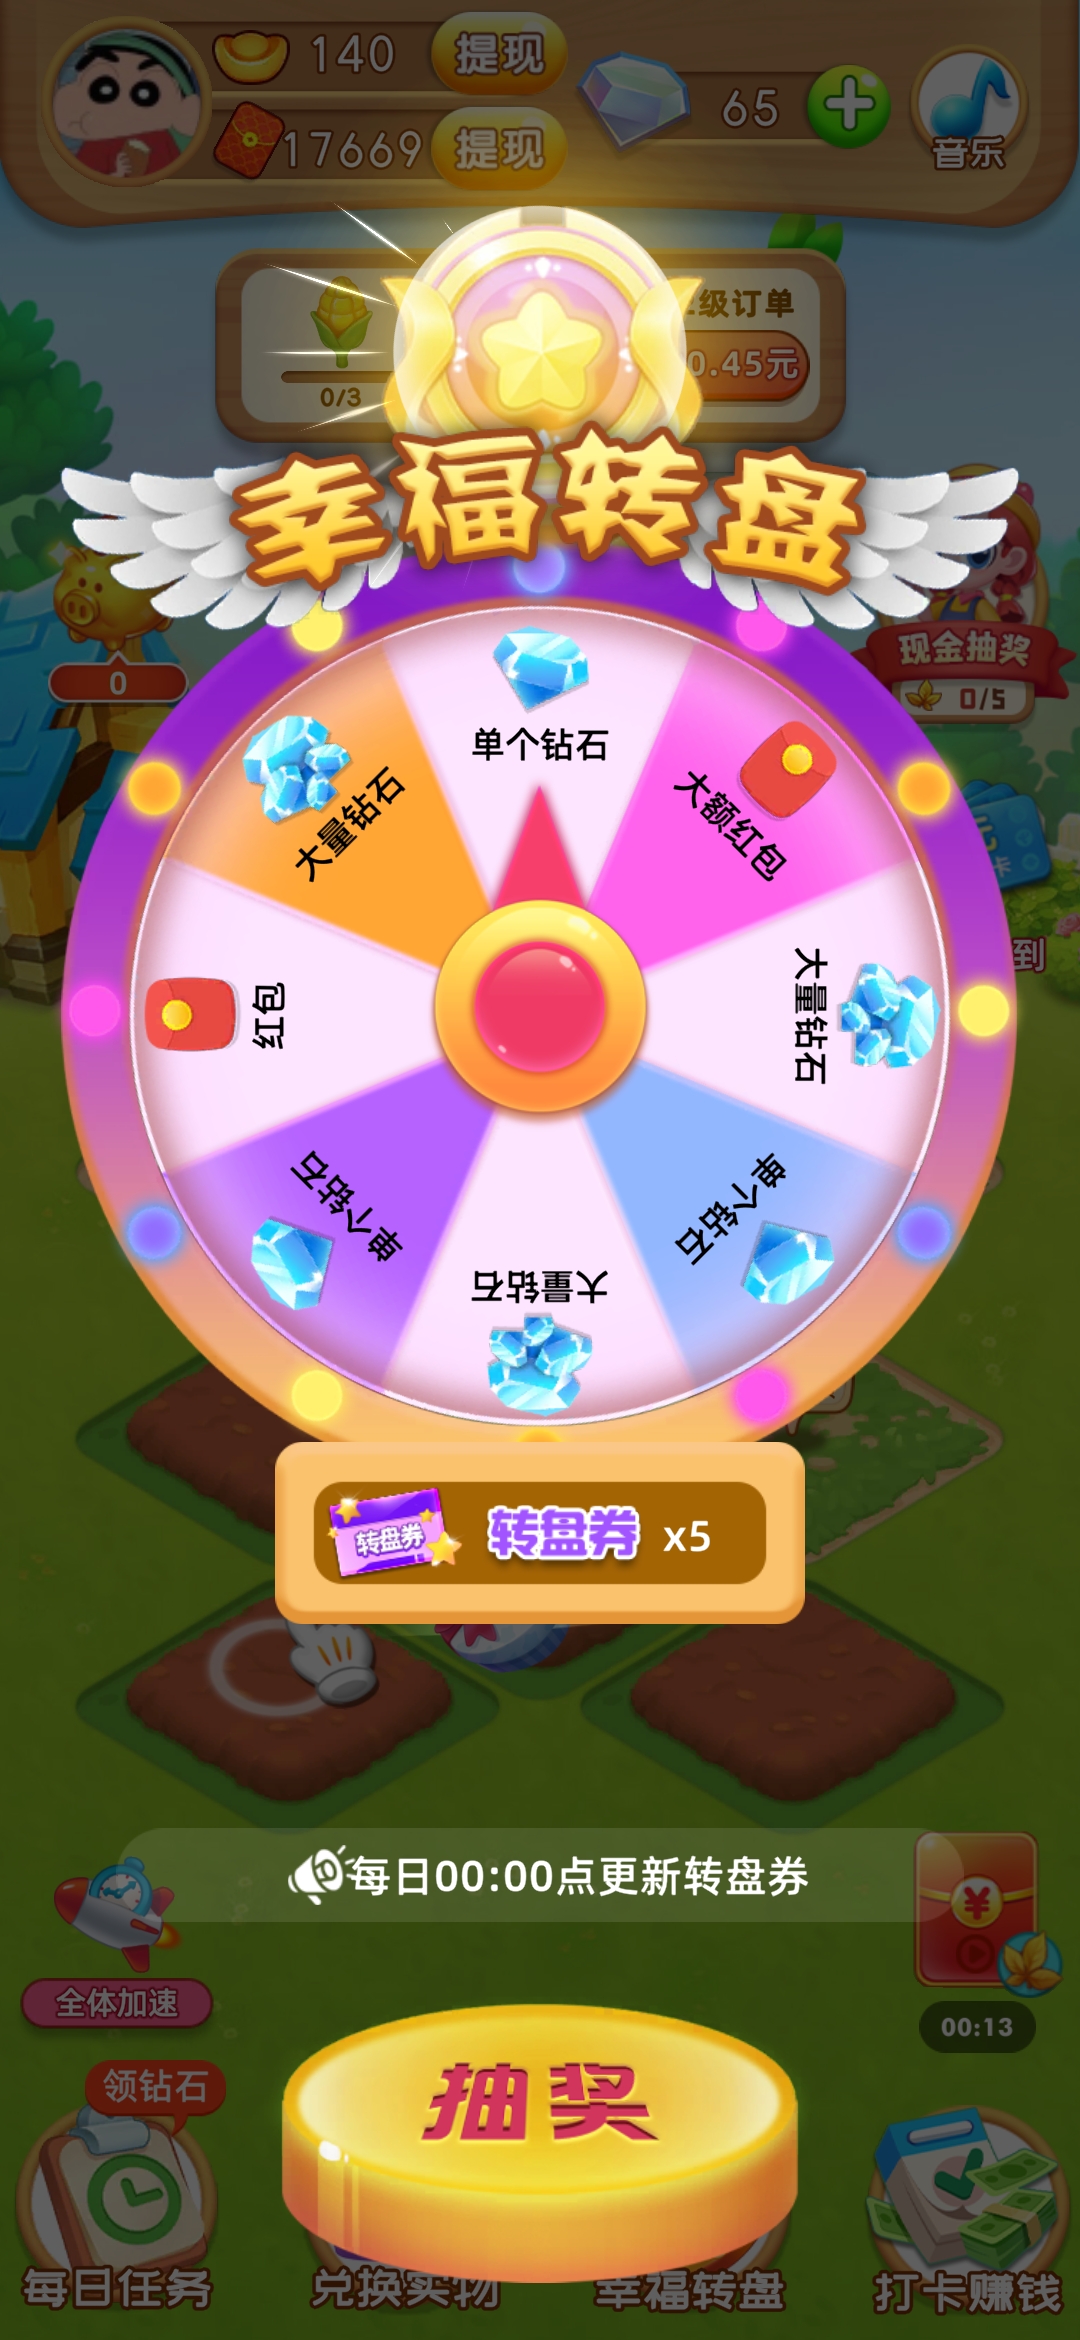 140
提现
65
17669
提现
音乐
级订单
0.45元
0/3
幸福转盘
现金抽奖
0
0/5
单个钻石
大量钻石
大额红包
红包
大量钻石
到
单个钻石
单个钻石
大量钻石
转盘券
转盘券 x5
每日00:00点更新转盘券
全体加速
00:13
领钻石
抽奖
每日任务
兑换实物
幸福转盘
打卡赚钱